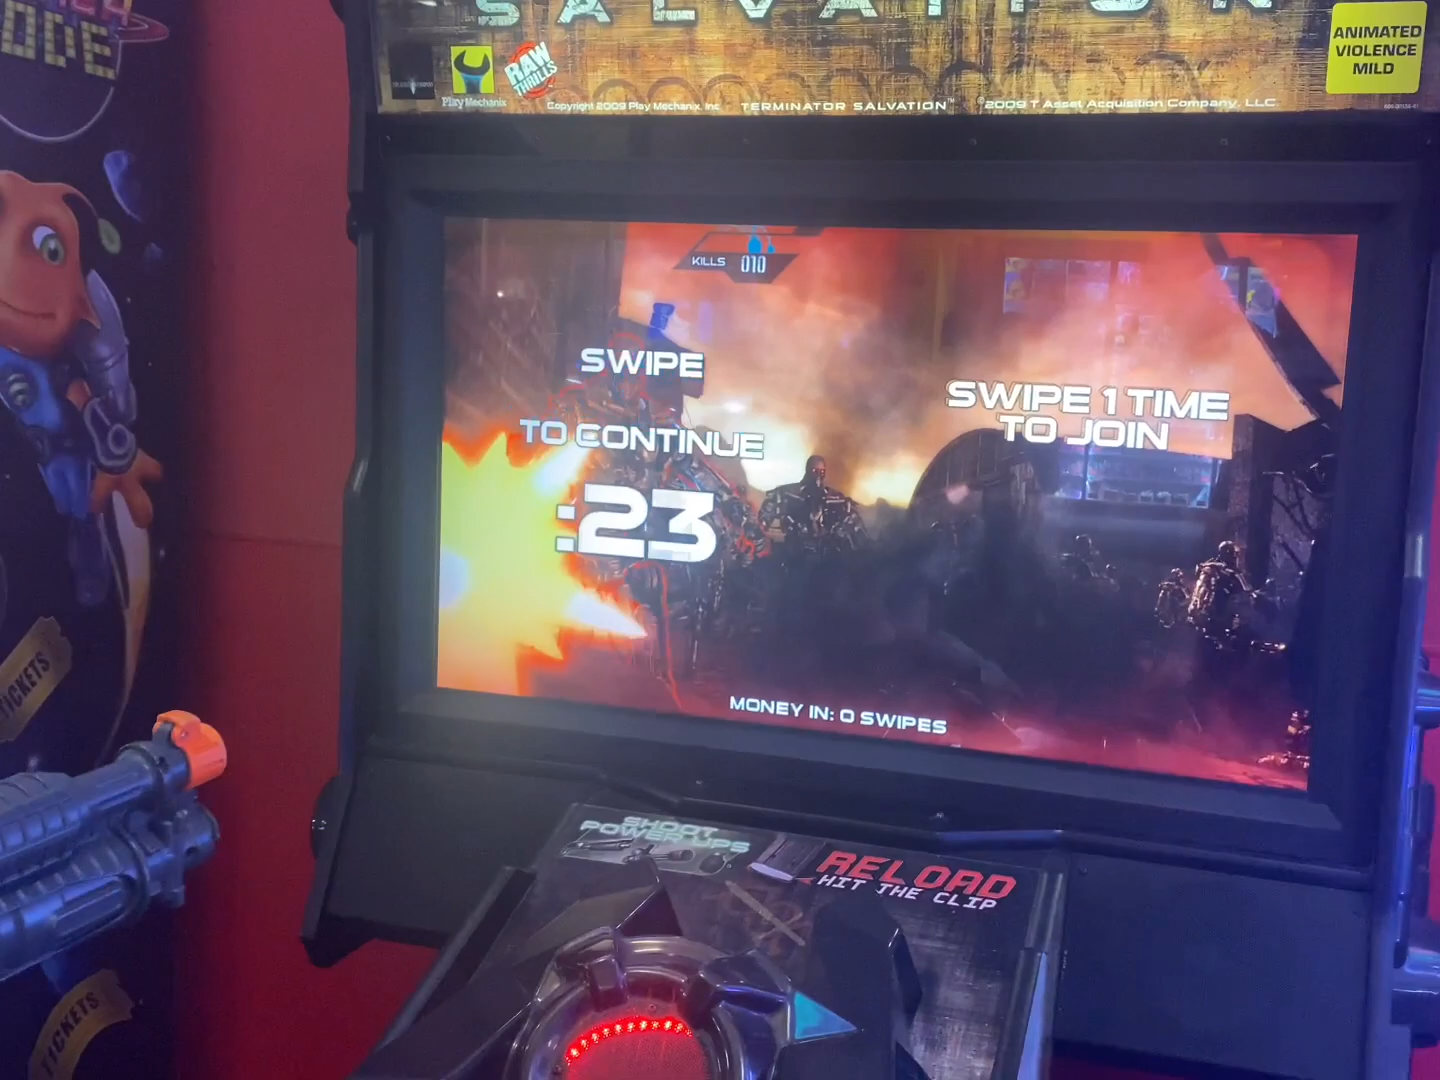 SALVATION
ANIMATED
VIOLENCE
MILD
RAW
THRILLS
Play Mechanix
Copyright 2009 Play Mechanix, Inc
TERMINATOR SALVATION™
©2009 T Asset Acquisition Company, LLC
KILLS 010
SWIPE
TO CONTINUE
:23
SWIPE 1 TIME
TO JOIN
MONEY IN: 0 SWIPES
SHOOT
POWER-UPS
RELOAD
HIT THE CLIP
TICKETS
TICKETS